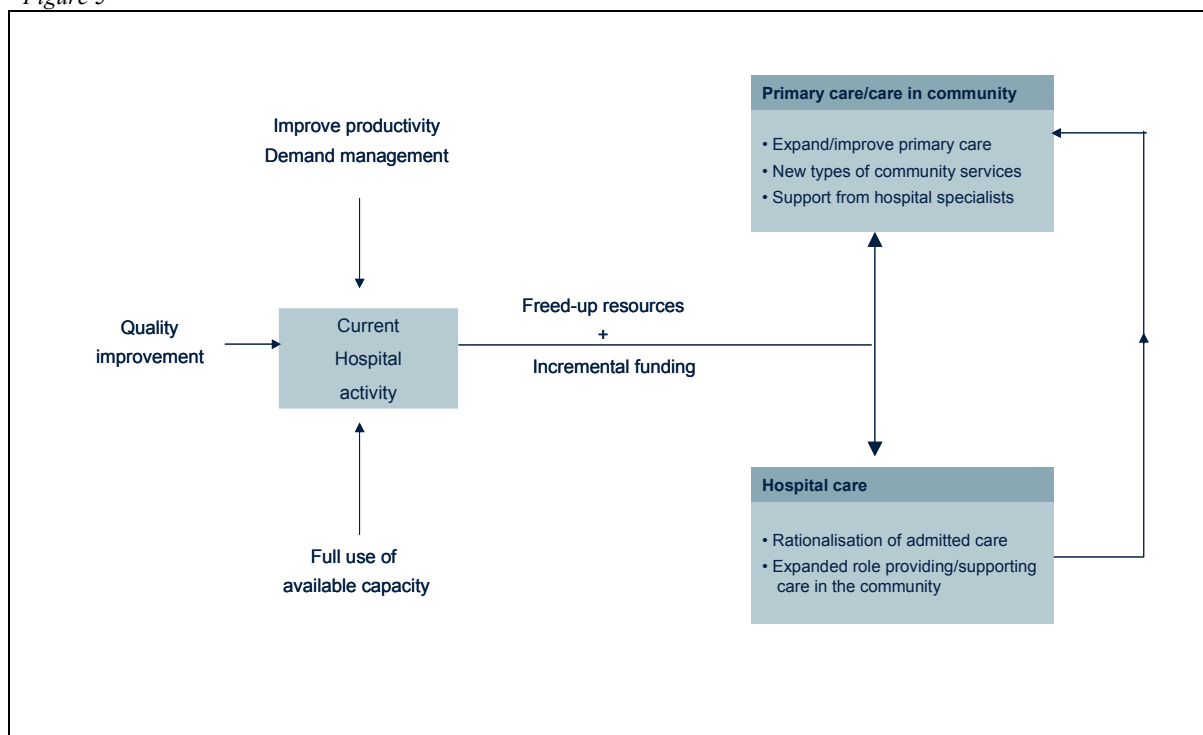 Improve productivity
Demand management
Quality
improvement
Current
Hospital
activity
Full use of
available capacity
Freed-up resources
+
Incremental funding
Primary care/care in community
• Expand/improve primary care
• New types of community services
• Support from hospital specialists
Hospital care
• Rationalisation of admitted care
• Expanded role providing/supporting
care in the community